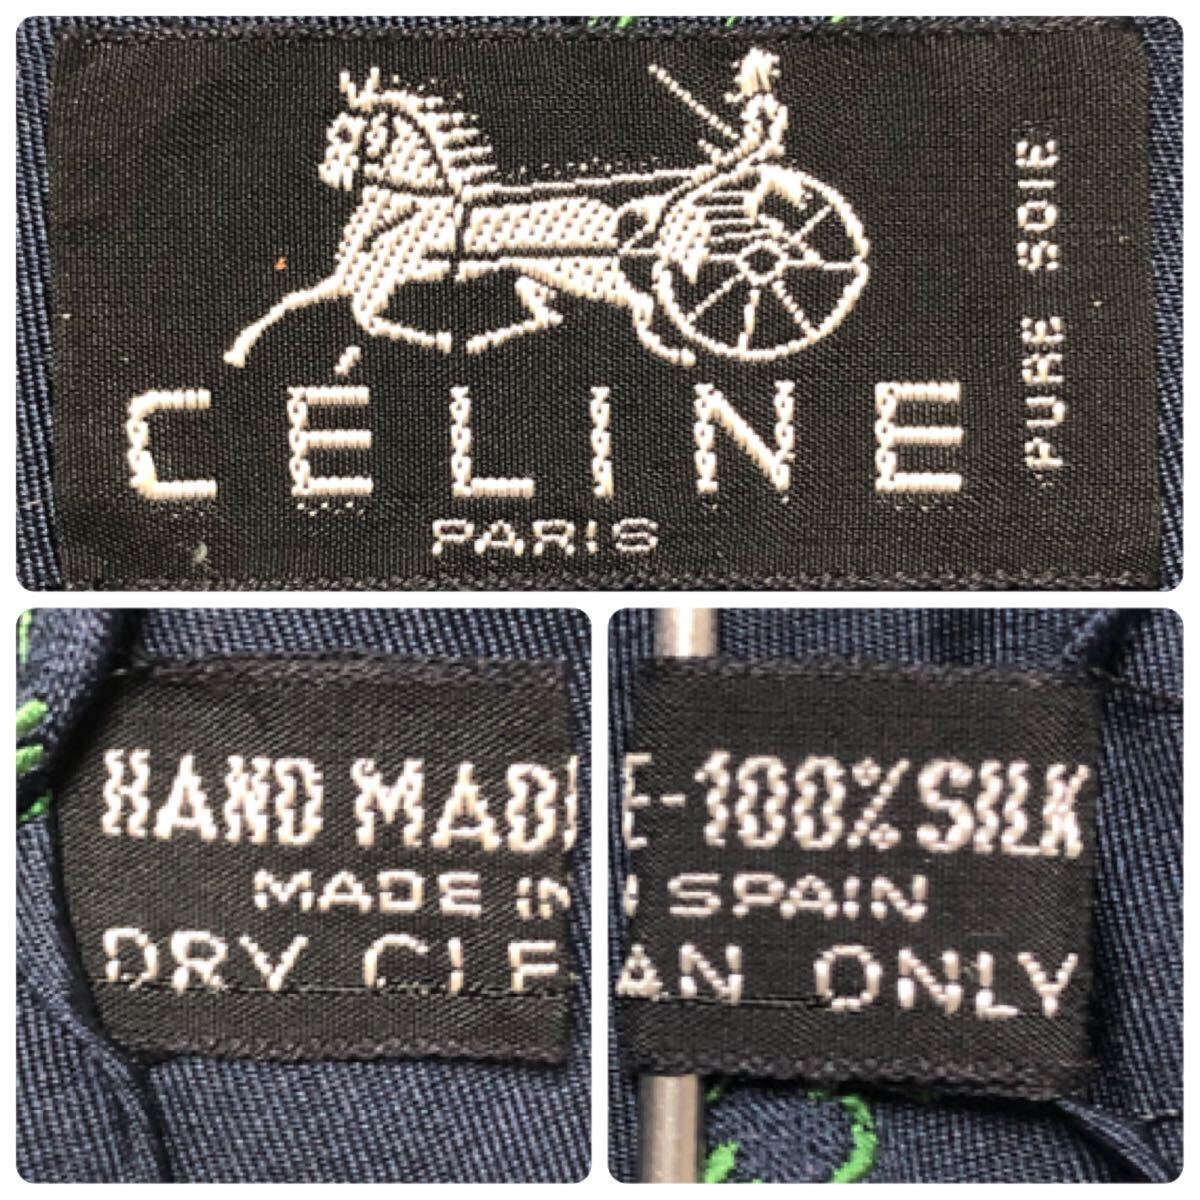 CÉLINE
PARIS
PURE SOIE
HAND MADE-100% SILK
MADE IN SPAIN
DRY CLEAN ONLY